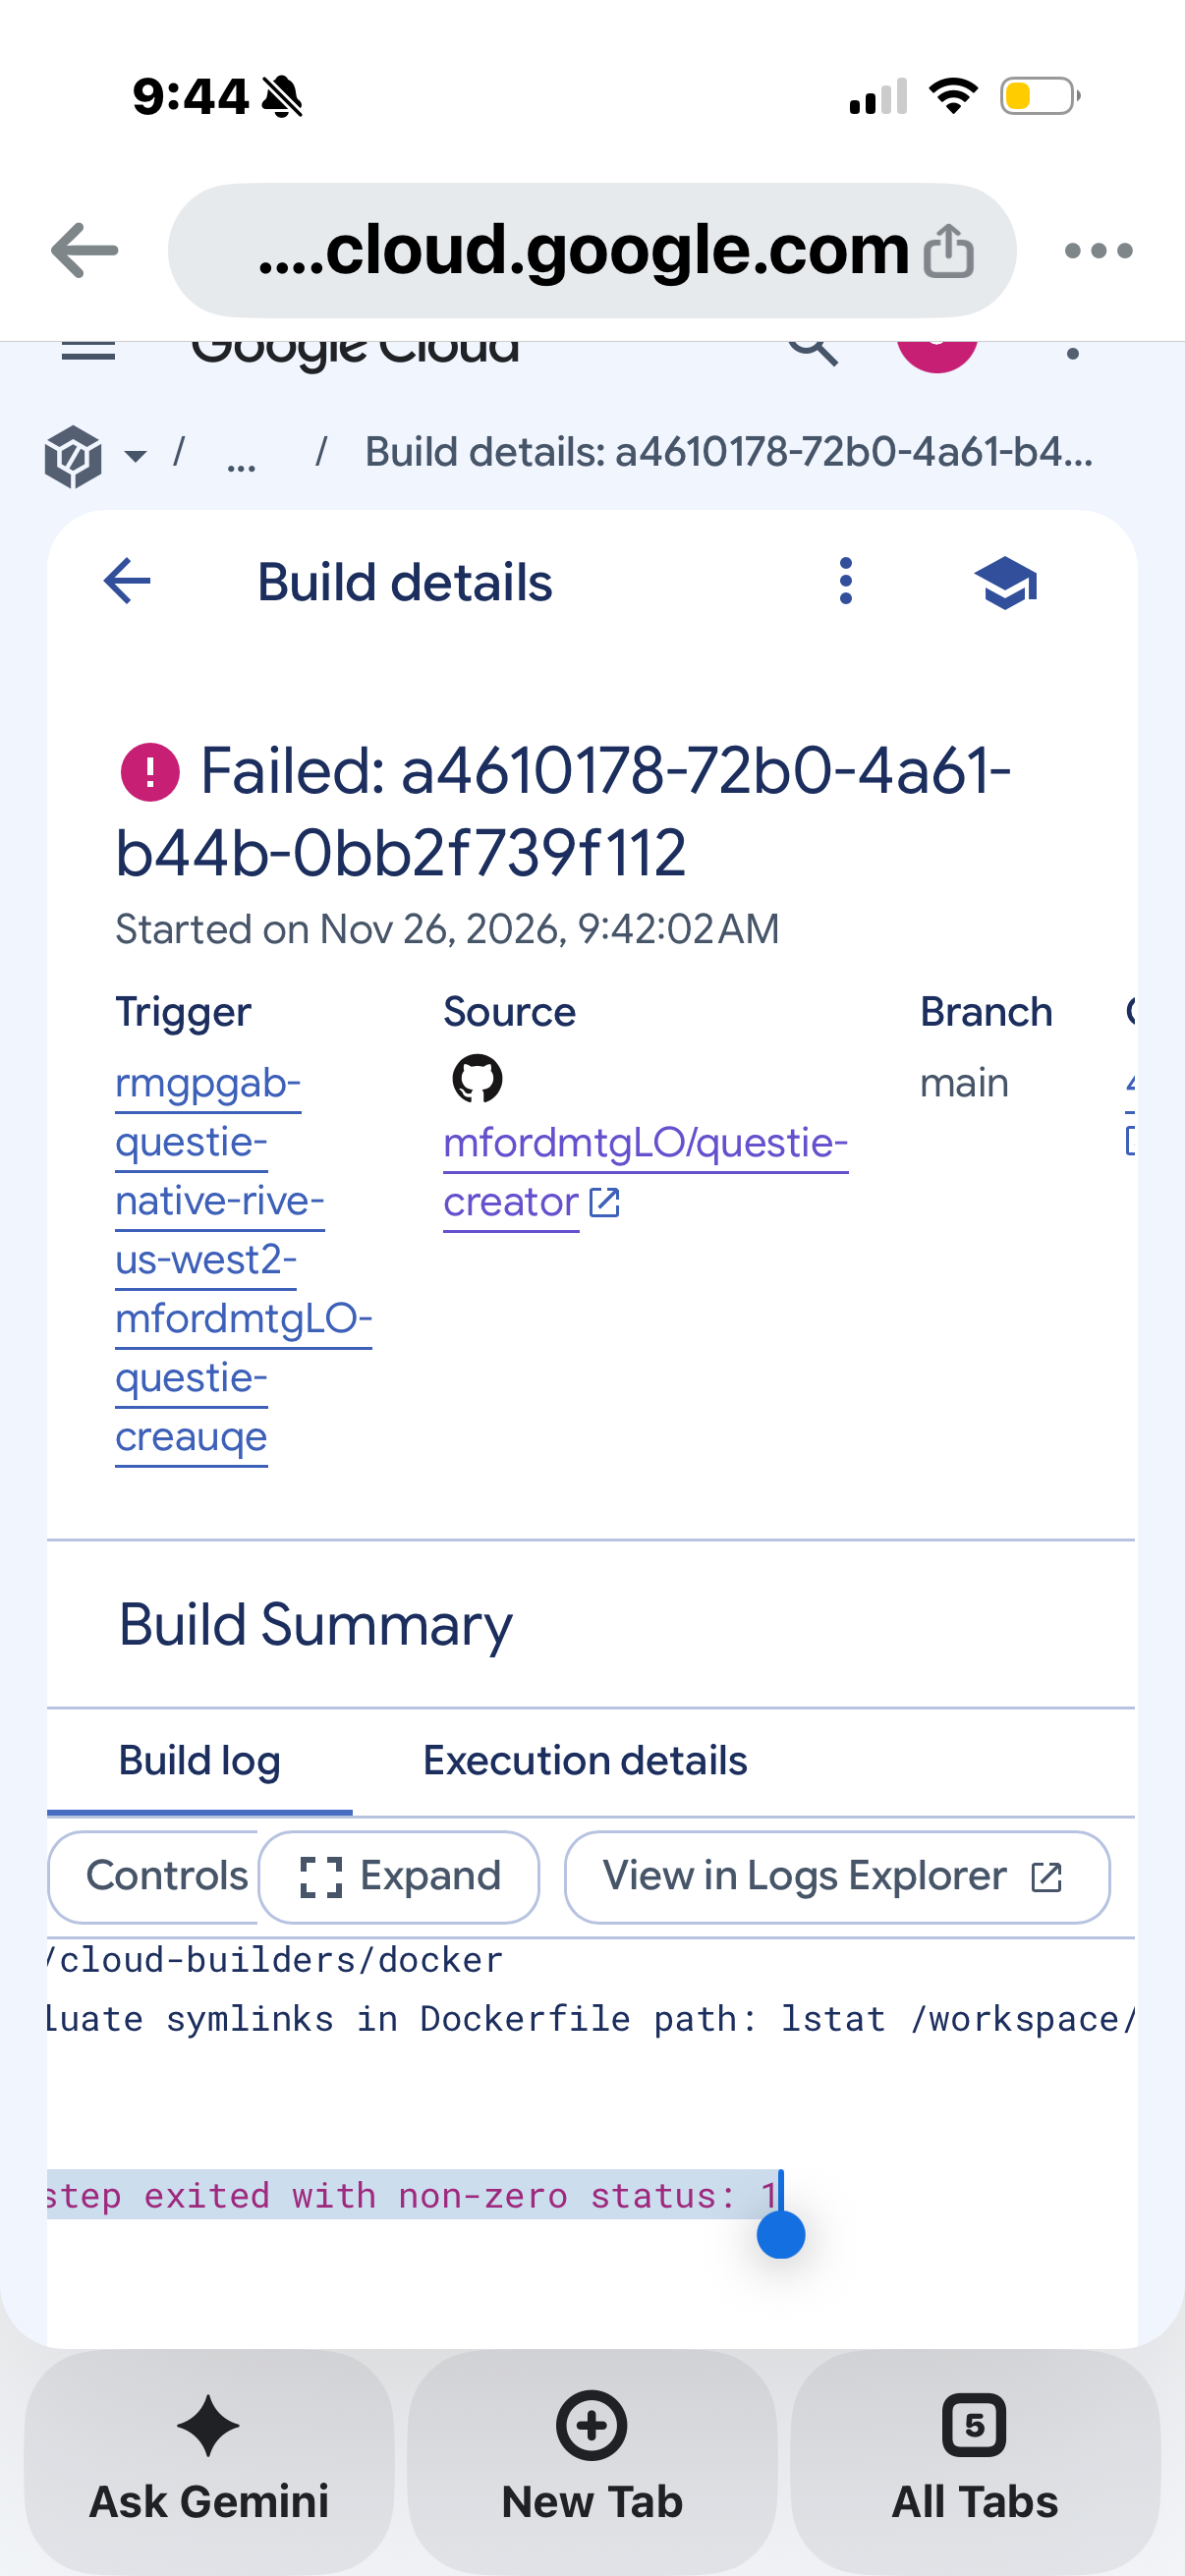 9:44
....cloud.google.com
Google Cloud
/ ... / Build details: a4610178-72b0-4a61-b4...
Build details
Failed: a4610178-72b0-4a61-
b44b-0bb2f739f112
Started on Nov 26, 2026, 9:42:02 AM
Trigger Source Branch
rmgpgab-
questie-
native-rive-
us-west2-
mfordmtgLO-
questie-
creauqe
mfordmtgLO/questie-
creator
main
Build Summary
Build log Execution details
Controls Expand View in Logs Explorer
/cloud-builders/docker
luate symlinks in Dockerfile path: lstat /workspace/
step exited with non-zero status: 1
Ask Gemini New Tab 5 All Tabs